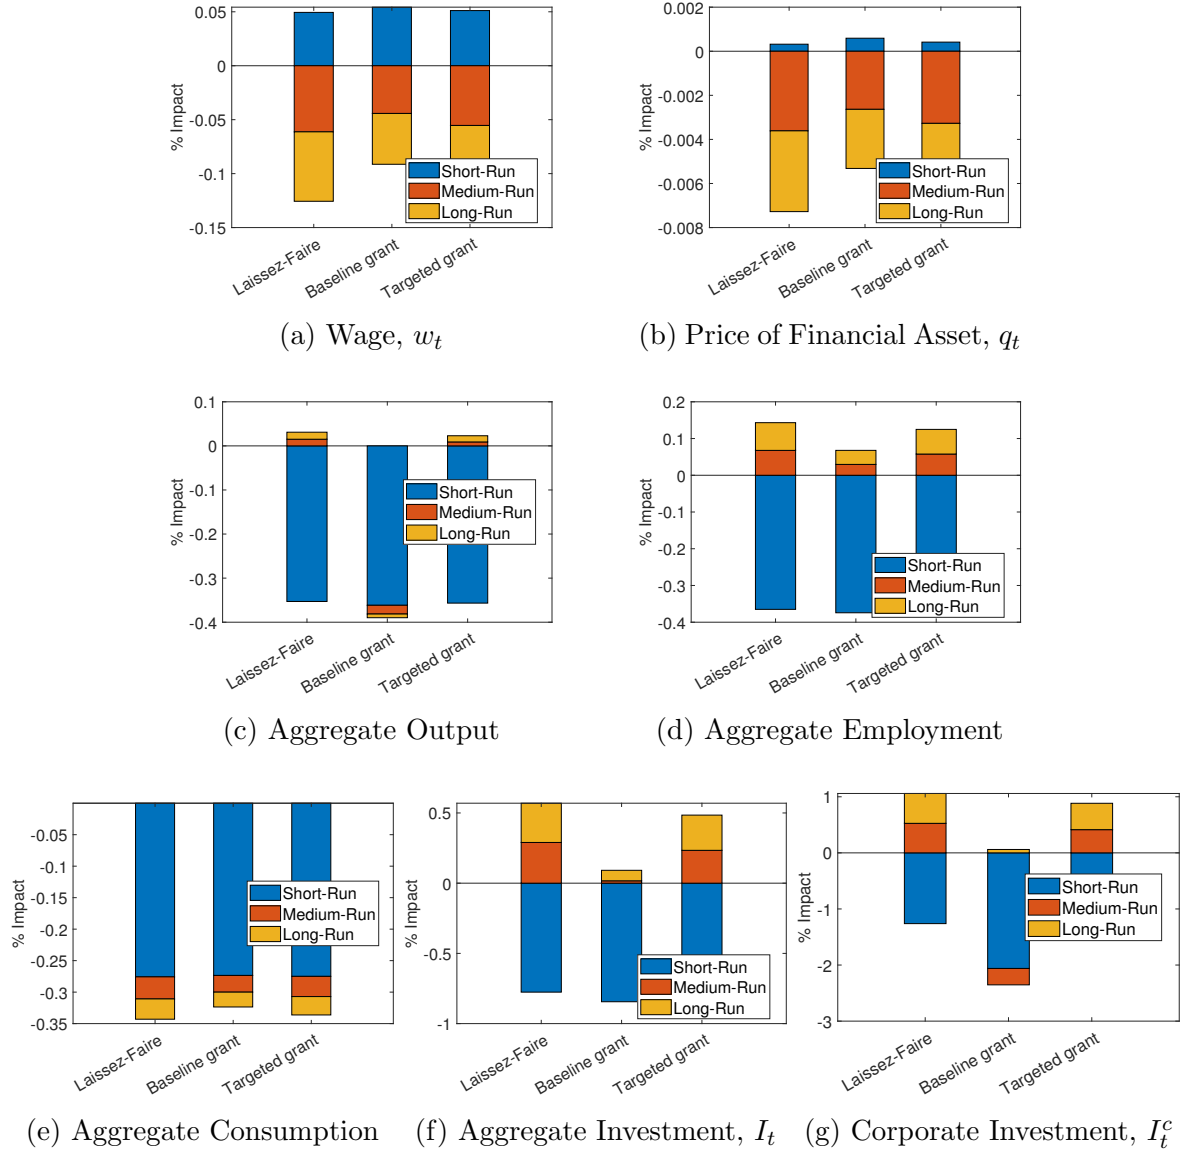 0.05
0
-0.05
-0.1
-0.15
% Impact
Short-Run
Medium-Run
Long-Run
Laissez-Faire
Baseline grant
Targeted grant
(a) Wage, w_t
0.002
0
-0.002
-0.004
-0.006
-0.008
% Impact
Short-Run
Medium-Run
Long-Run
Laissez-Faire
Baseline grant
Targeted grant
(b) Price of Financial Asset, q_t
0.1
0
-0.1
-0.2
-0.3
-0.4
% Impact
Short-Run
Medium-Run
Long-Run
Laissez-Faire
Baseline grant
Targeted grant
(c) Aggregate Output
0.2
0.1
0
-0.1
-0.2
-0.3
-0.4
% Impact
Short-Run
Medium-Run
Long-Run
Laissez-Faire
Baseline grant
Targeted grant
(d) Aggregate Employment
-0.05
-0.1
-0.15
-0.2
-0.25
-0.3
-0.35
% Impact
Short-Run
Medium-Run
Long-Run
Laissez-Faire
Baseline grant
Targeted grant
(e) Aggregate Consumption
0.5
0
-0.5
-1
% Impact
Short-Run
Medium-Run
Long-Run
Laissez-Faire
Baseline grant
Targeted grant
(f) Aggregate Investment, I_t
1
0
-1
-2
-3
% Impact
Short-Run
Medium-Run
Long-Run
Laissez-Faire
Baseline grant
Targeted grant
(g) Corporate Investment, I_t^c